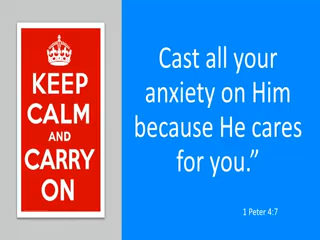 KEEP
CALM
AND
CARRY
ON
Cast all your
anxiety on Him
because He cares
for you.”
1 Peter 4:7